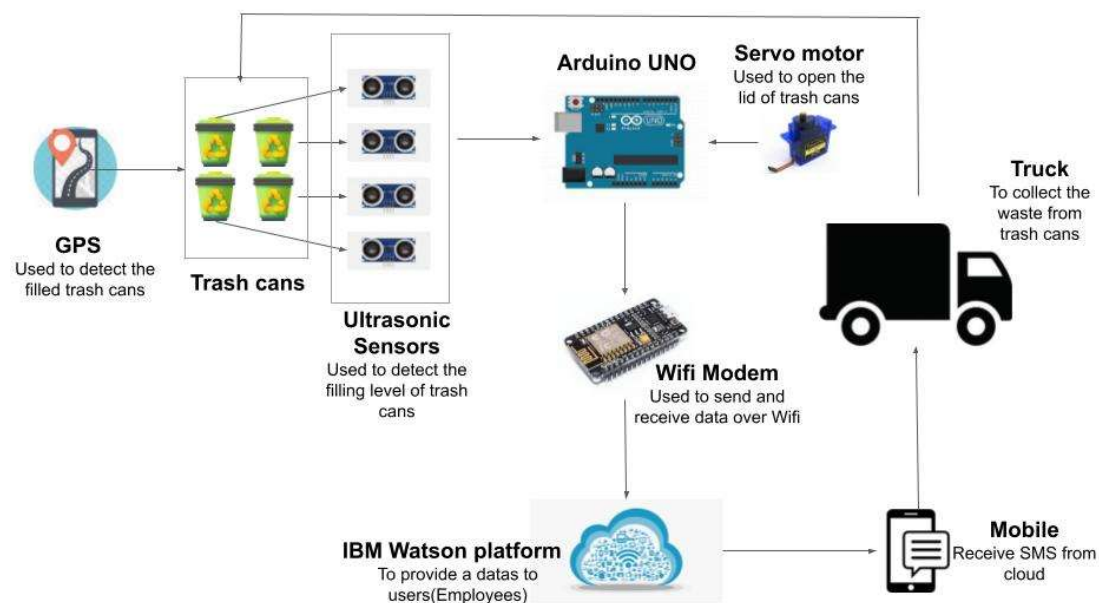 GPS
Used to detect the
filled trash cans
Trash cans
Ultrasonic
Sensors
Used to detect the
filling level of trash
cans
Arduino UNO
UNO
Servo motor
Used to open the
lid of trash cans
Truck
To collect the
waste from
trash cans
Wifi Modem
Used to send and
receive data over Wifi
IBM Watson platform
To provide a datas to
users(Employees)
Mobile
Receive SMS from
cloud